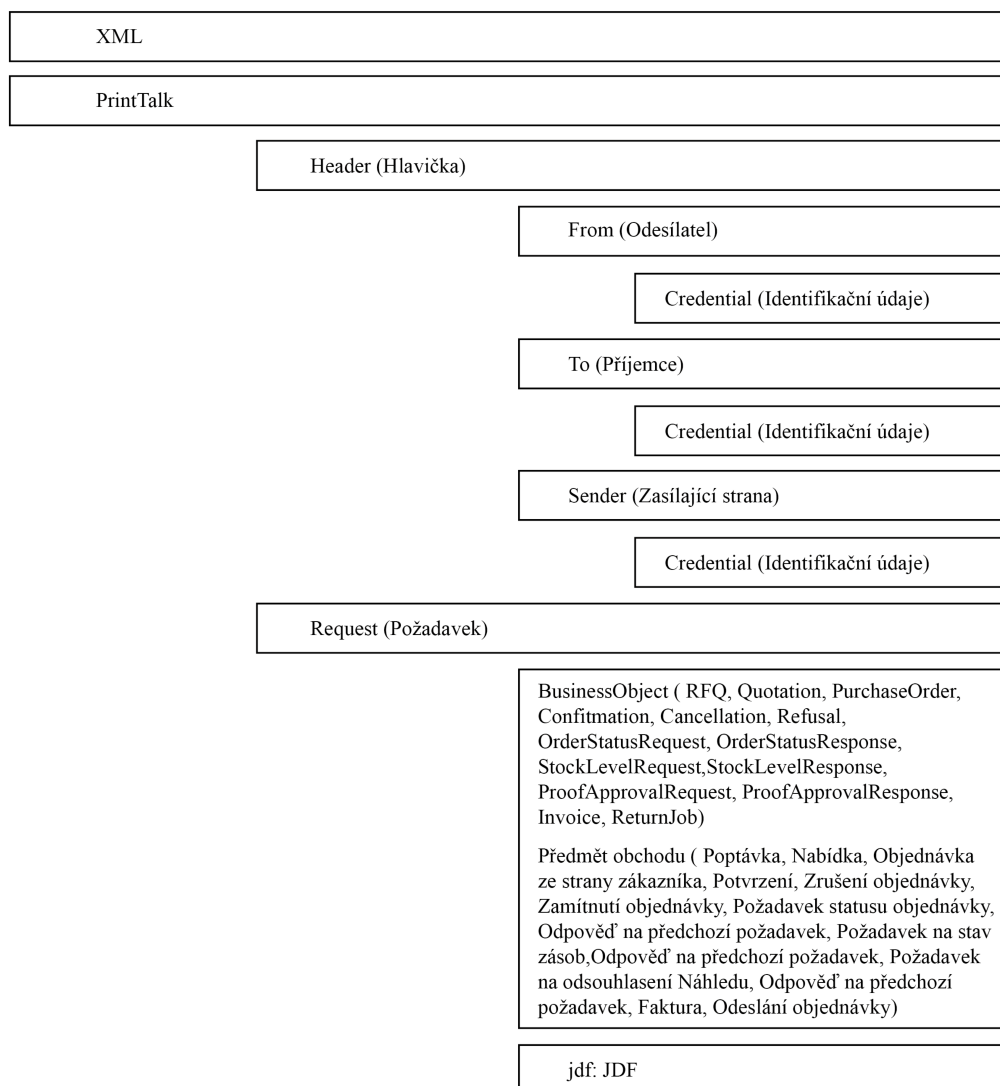 XML
PrintTalk
Header (Hlavička)
From (Odesílatel)
Credential (Identifikační údaje)
To (Příjemce)
Credential (Identifikační údaje)
Sender (Zasílající strana)
Credential (Identifikační údaje)
Request (Požadavek)
BusinessObject ( RFQ, Quotation, PurchaseOrder,
Confitmation, Cancellation, Refusal,
OrderStatusRequest, OrderStatusResponse,
StockLevelRequest,StockLevelResponse,
ProofApprovalRequest, ProofApprovalResponse,
Invoice, ReturnJob)
Předmět obchodu ( Poptávka, Nabídka, Objednávka
ze strany zákazníka, Potvrzení, Zrušení objednávky,
Zamítnutí objednávky, Požadavek statusu objednávky,
Odpověď na předchozí požadavek, Požadavek na stav
zásob,Odpověď na předchozí požadavek, Požadavek
na odsouhlasení Náhledu, Odpověď na předchozí
požadavek, Faktura, Odeslání objednávky)
jdf: JDF